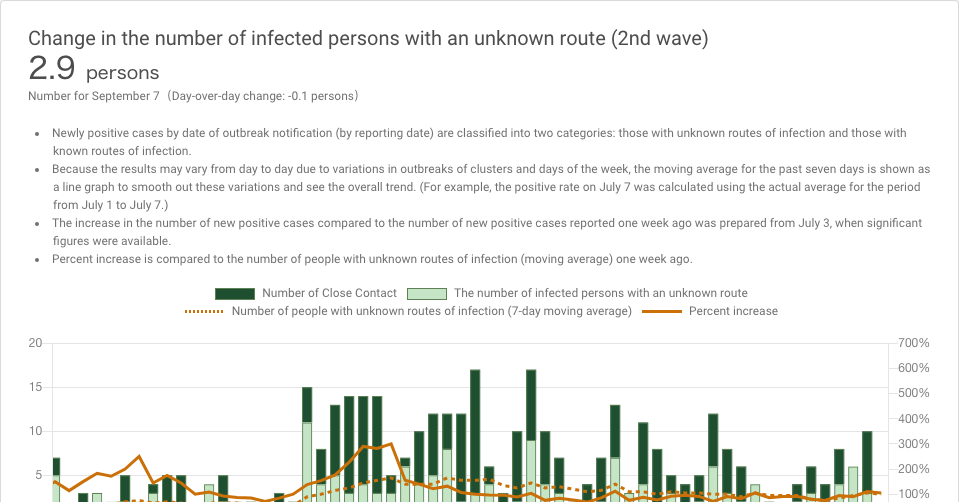 Change in the number of infected persons with an unknown route (2nd wave)
2.9 persons
Number for September 7　(Day-over-day change: -0.1 persons)
Newly positive cases by date of outbreak notification (by reporting date) are classified into two categories: those with unknown routes of infection and those with
known routes of infection.
Because the results may vary from day to day due to variations in outbreaks of clusters and days of the week, the moving average for the past seven days is shown as
a line graph to smooth out these variations and see the overall trend. (For example, the positive rate on July 7 was calculated using the actual average for the period
from July 1 to July 7.)
The increase in the number of new positive cases compared to the number of new positive cases reported one week ago was prepared from July 3, when significant
figures were available.
Percent increase is compared to the number of people with unknown routes of infection (moving average) one week ago.
Number of Close Contact The number of infected persons with an unknown route
Number of people with unknown routes of infection (7-day moving average) Percent increase
20 700%
600%
15 500%
400%
10 300%
200%
5
100%